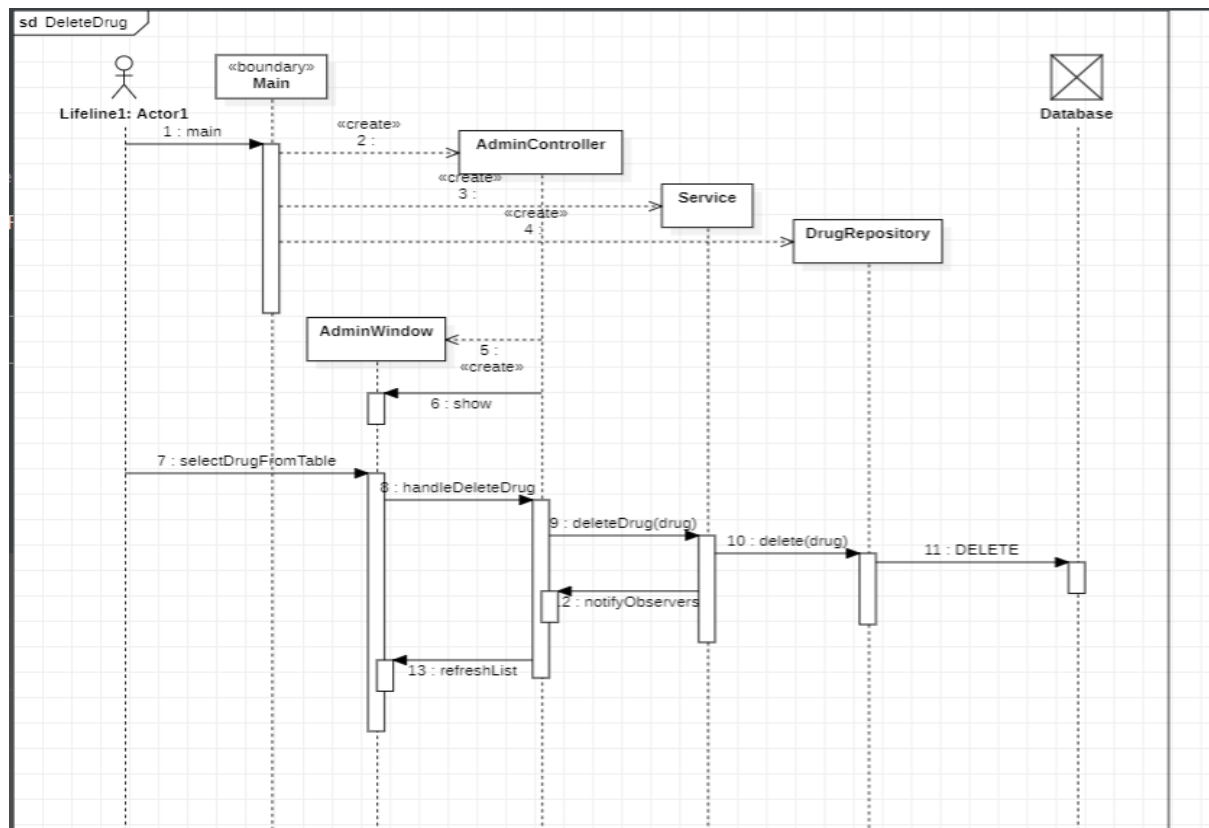 sd DeleteDrug
«boundary»
Main
Lifeline1: Actor1
Database
1 : main
«create»
2 :
AdminController
«create»
3 :
Service
«create»
4 :
DrugRepository
AdminWindow
5 :
«create»
6 : show
7 : selectDrugFromTable
8 : handleDeleteDrug
9 : deleteDrug(drug)
10 : delete(drug)
11 : DELETE
2 : notifyObservers
13 : refreshList